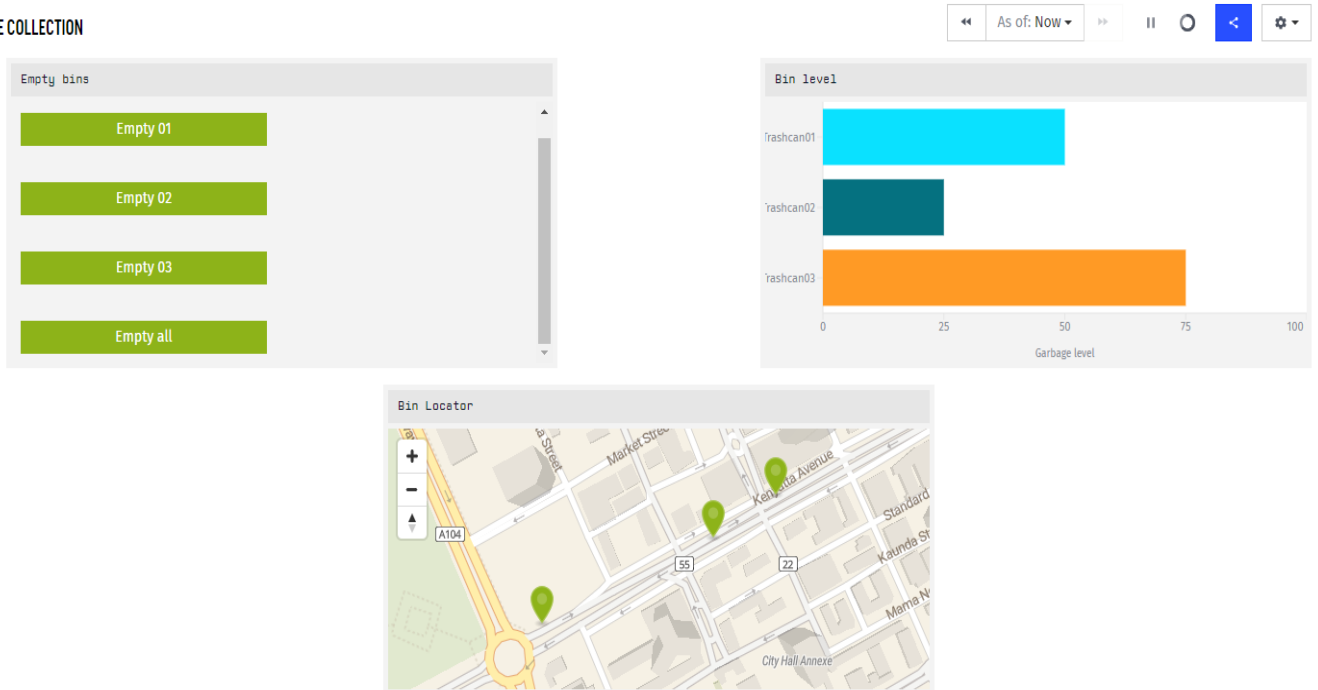 E COLLECTION
As of: Now
Empty bins
Empty 01
Empty 02
Empty 03
Empty all
Bin level
Trashcan01
Trashcan02
Trashcan03
0 25 50 75 100
Garbage level
Bin Locator
Market Stree
Street
Kenyatta Avenue
Standard
Kaunda St
Mama N
A104
55
22
City Hall Annexe